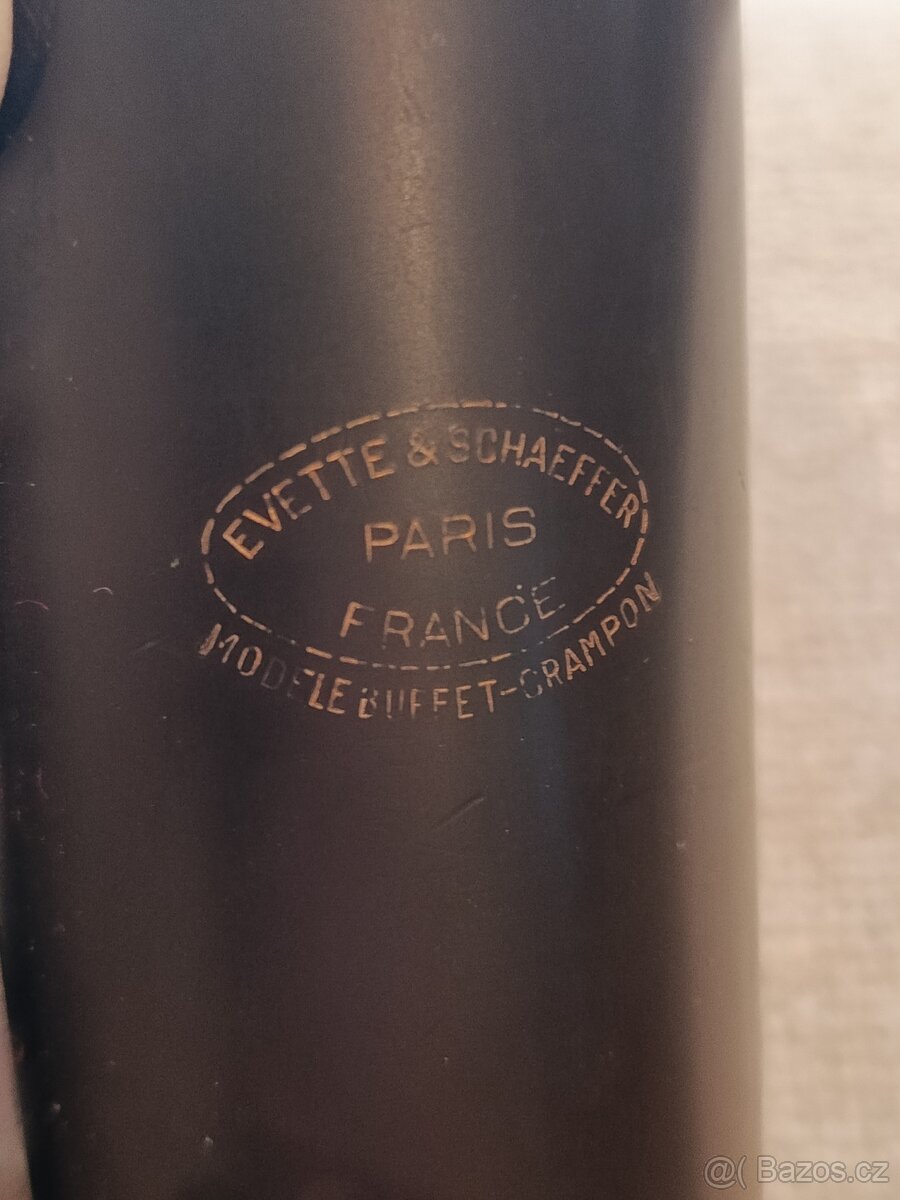 EVETTE & SCHAEFFER
PARIS
FRANCE
MODELE BUFFET-CRAMPON
@( Bazos.cz